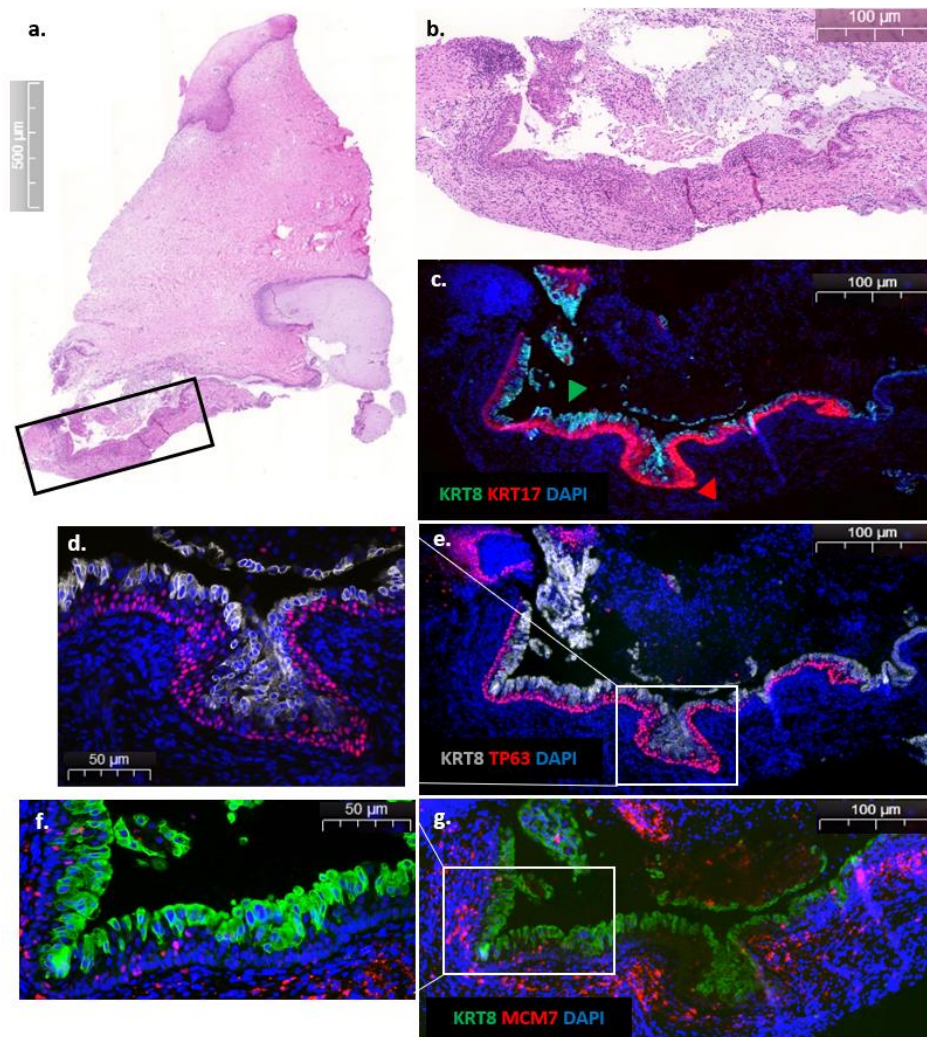 a.
500 µm
b.
100 µm
c.
100 µm
KRT8 KRT17 DAPI
d.
50 µm
e.
100 µm
KRT8 TP63 DAPI
f.
50 µm
g.
100 µm
KRT8 MCM7 DAPI